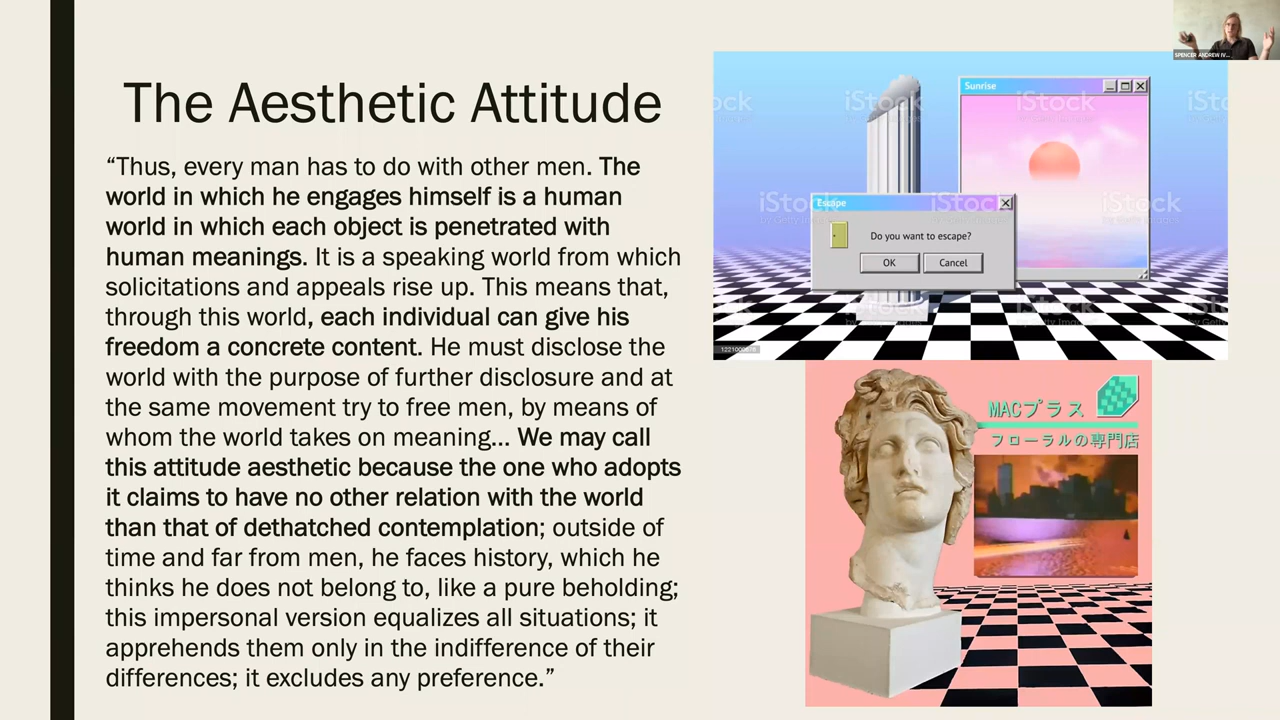 SPENCER ANDREW IV...
The Aesthetic Attitude
“Thus, every man has to do with other men. The
world in which he engages himself is a human
world in which each object is penetrated with
human meanings. It is a speaking world from which
solicitations and appeals rise up. This means that,
through this world, each individual can give his
freedom a concrete content. He must disclose the
world with the purpose of further disclosure and at
the same movement try to free men, by means of
whom the world takes on meaning... We may call
this attitude aesthetic because the one who adopts
it claims to have no other relation with the world
than that of dethatched contemplation; outside of
time and far from men, he faces history, which he
thinks he does not belong to, like a pure beholding;
this impersonal version equalizes all situations; it
apprehends them only in the indifference of their
differences; it excludes any preference.”
Sunrise
iStock
iStock
iStock
by Getty Images
iStock
Escape
Do you want to escape?
OK Cancel
MACプラス
フローラルの専門店